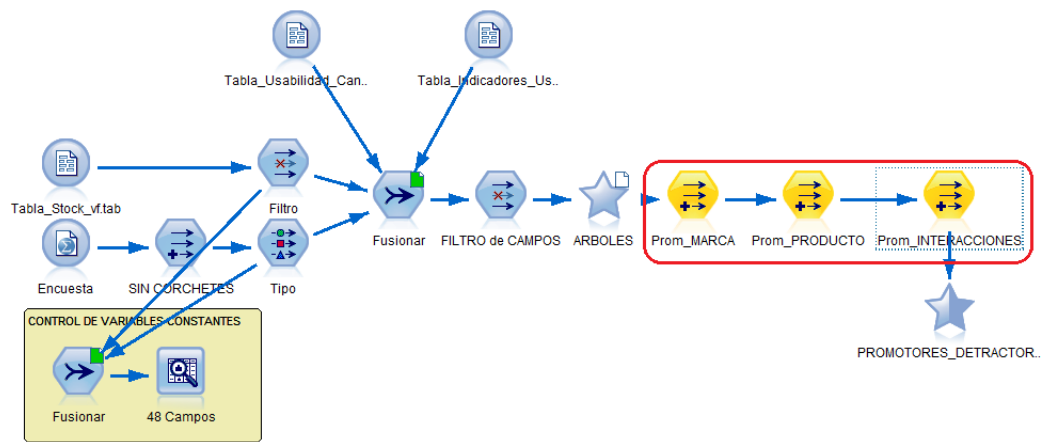 Tabla_Usabilidad_Can..
Tabla_Indicadores_Us..
Tabla_Stock_vf.tab
Filtro
Fusionar
FILTRO de CAMPOS
ARBOLES
Prom_MARCA
Prom_PRODUCTO
Prom_INTERACCIONES
Encuesta
SIN CORCHETES
Tipo
CONTROL DE VARIABLES CONSTANTES
PROMOTORES_DETRACTOR..
Fusionar
48 Campos